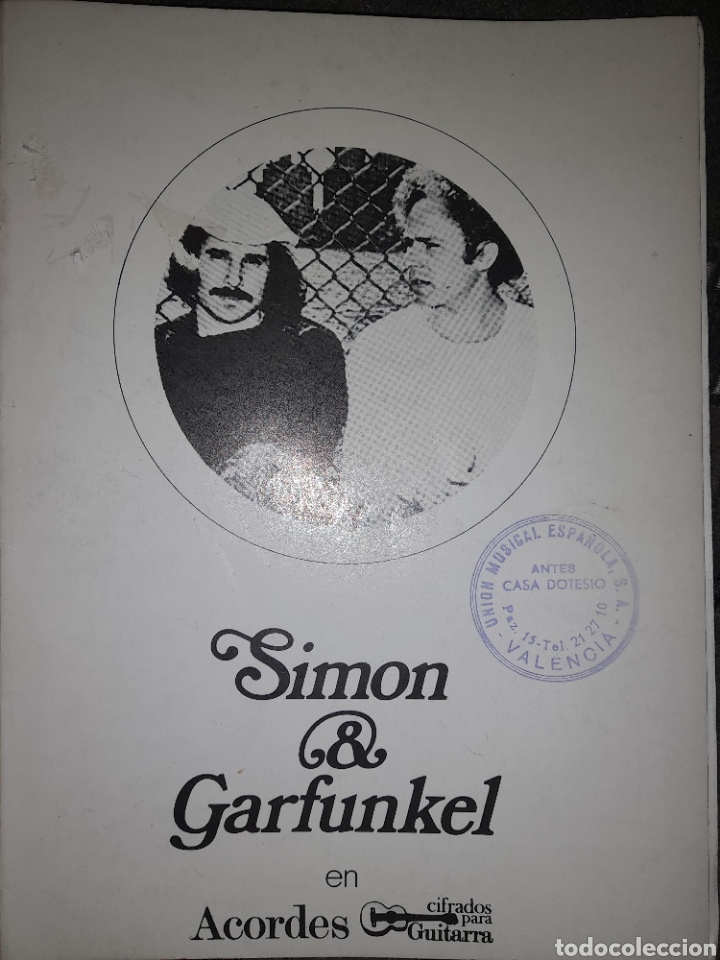 UNION MUSICAL ESPAÑOLA, S. A.
ANTES
CASA DOTESIO
Paz, 15-Tel. 21 27 10
- VALENCIA -
Simon
&
Garfunkel
en
Acordes cifrados para Guitarra
todocoleccion